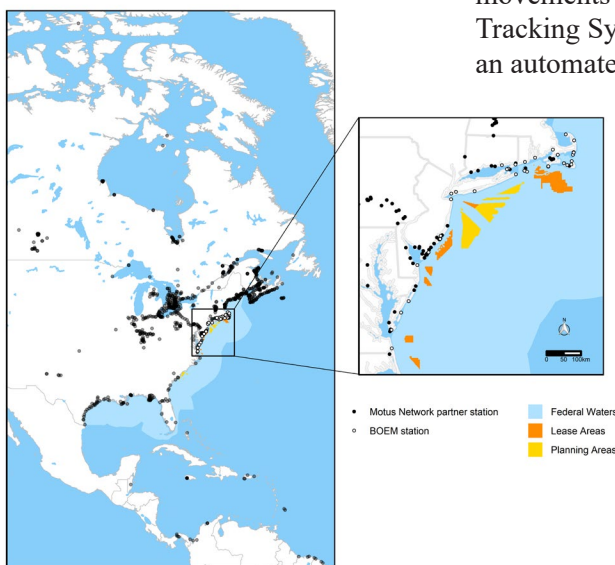 movements
Tracking Sy
an automate
N
0 50 100km
Motus Network partner station
BOEM station
Federal Waters
Lease Areas
Planning Areas